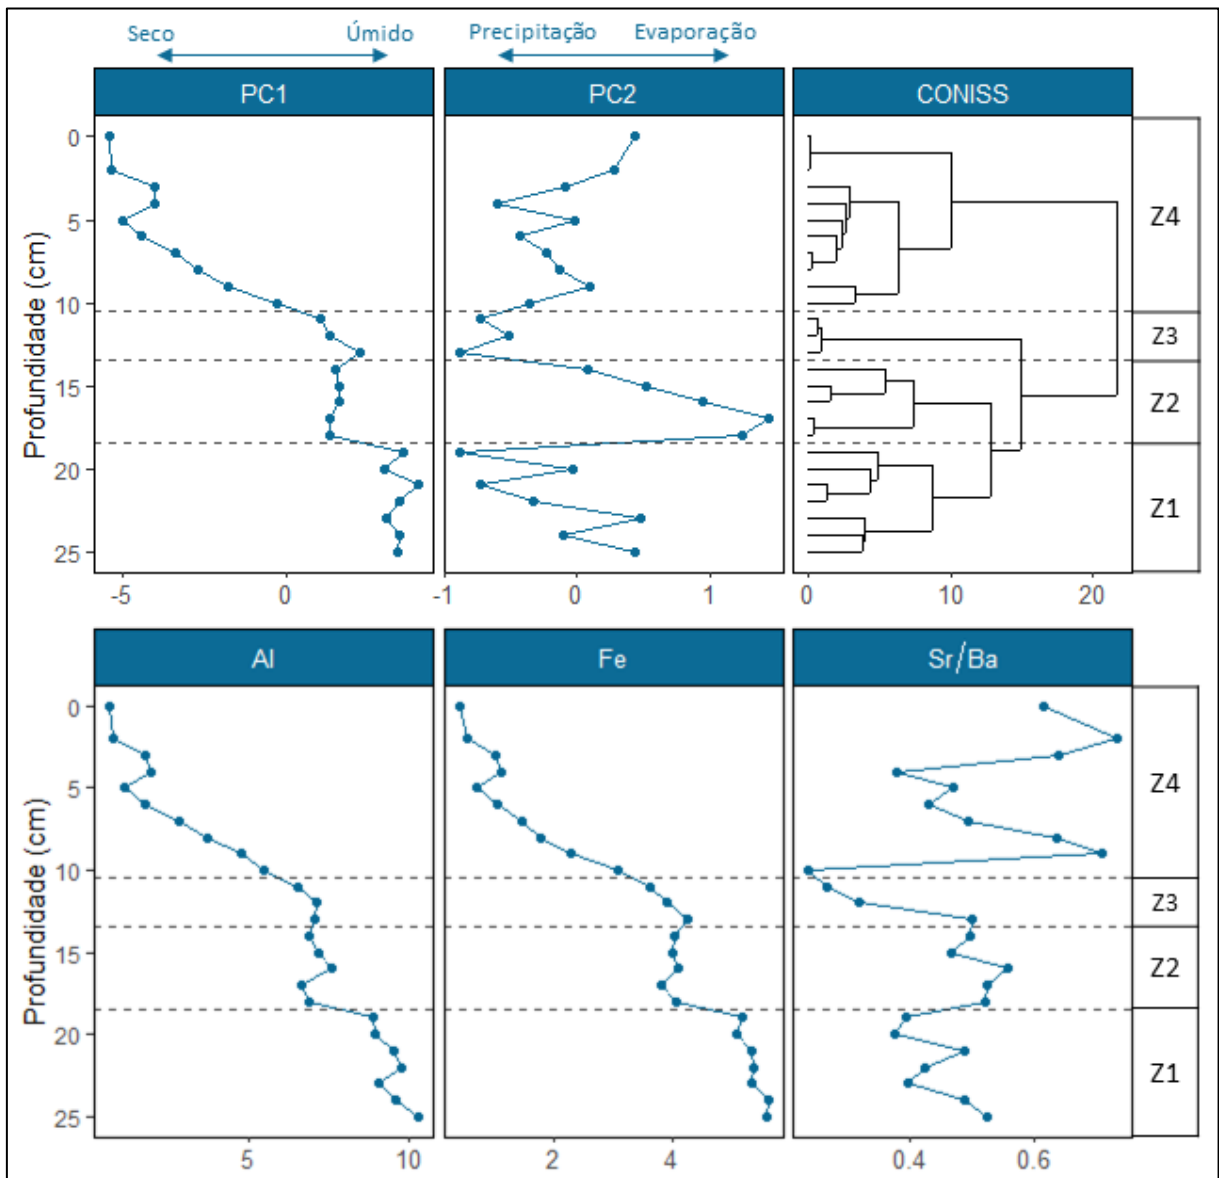 Seco Úmido Precipitação Evaporação
PC1 PC2 CONISS
Profundidade (cm)
0
5
10
15
20
25
Z4
Z3
Z2
Z1
-5 0 -1 0 1 0 10 20
Al Fe Sr/Ba
Profundidade (cm)
0
5
10
15
20
25
Z4
Z3
Z2
Z1
5 10 2 4 0.4 0.6